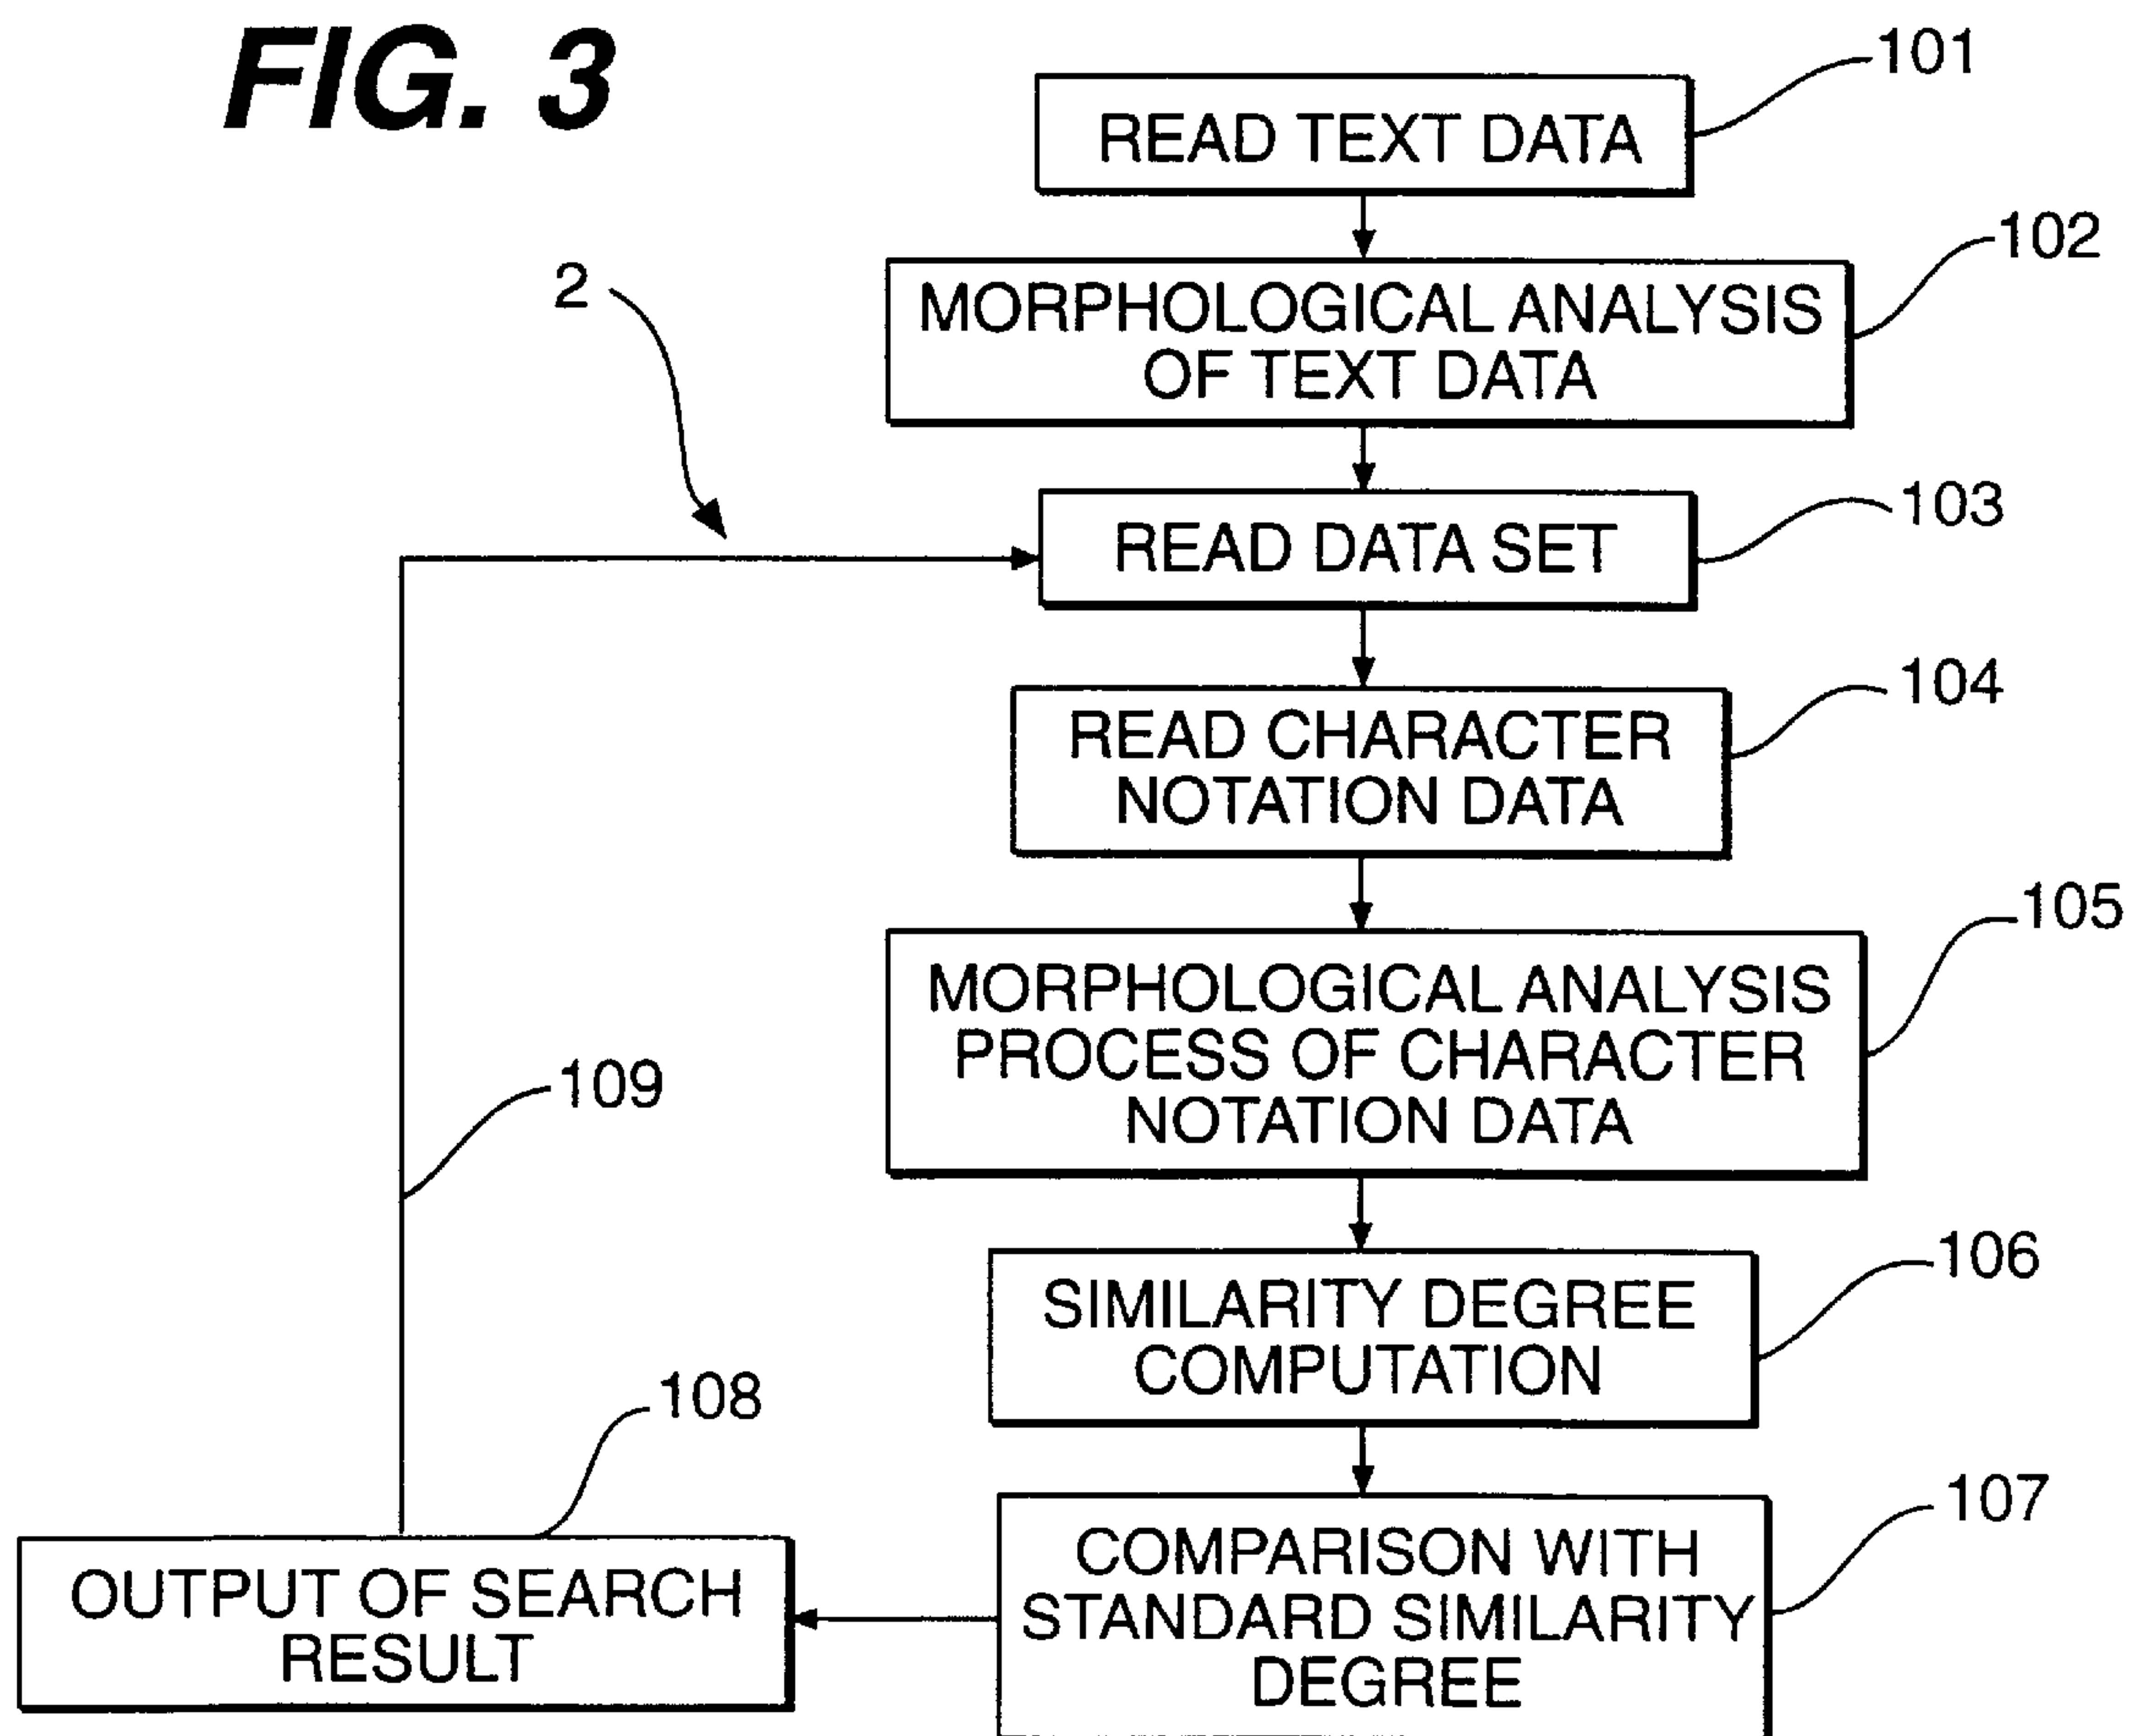 FIG. 3
101
READ TEXT DATA
102
MORPHOLOGICAL ANALYSIS
OF TEXT DATA
2
103
READ DATA SET
104
READ CHARACTER
NOTATION DATA
105
MORPHOLOGICAL ANALYSIS
PROCESS OF CHARACTER
NOTATION DATA
109
106
SIMILARITY DEGREE
COMPUTATION
108
107
COMPARISON WITH
STANDARD SIMILARITY
DEGREE
OUTPUT OF SEARCH
RESULT